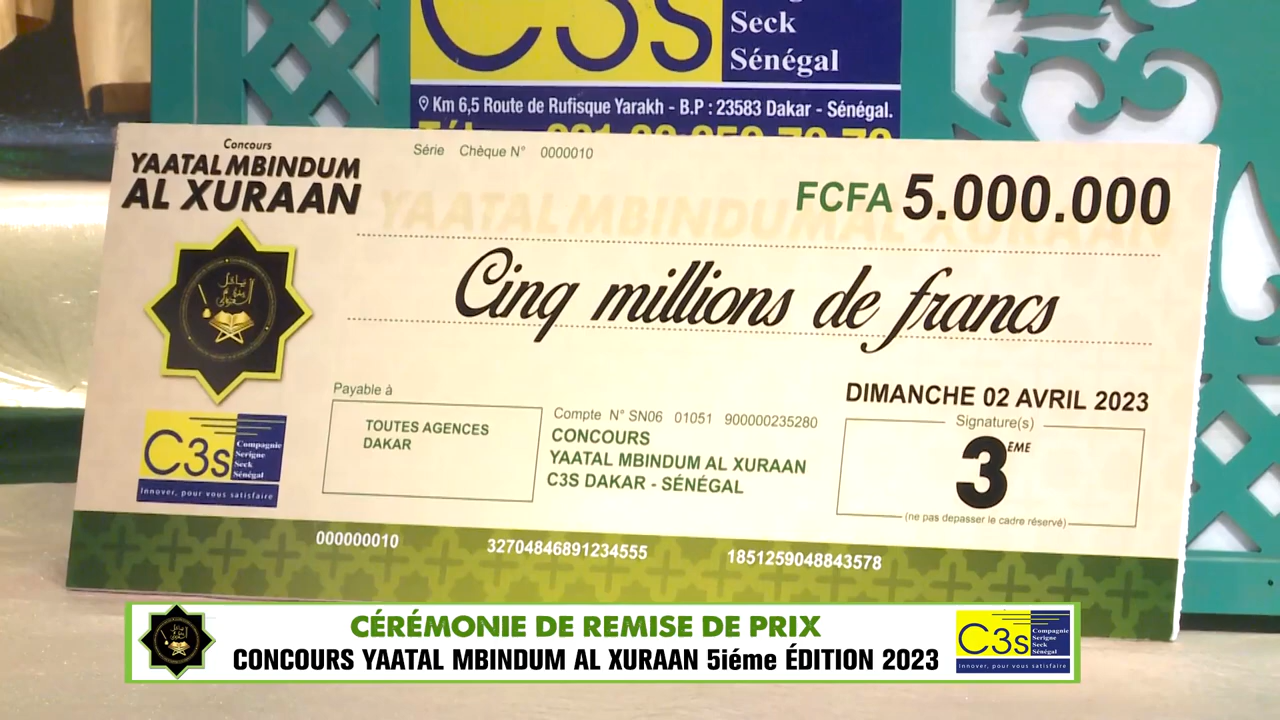 C3s
Seck
Sénégal
Km 6,5 Route de Rufisque Yarakh - B.P : 23583 Dakar - Sénégal.
Concours
YAATAL MBINDUM
AL XURAAN
Série Chèque N° 0000010
FCFA 5.000.000
YAATAL MBINDUM AL XURAAN
Cinq millions de francs
DIMANCHE 02 AVRIL 2023
Payable à
TOUTES AGENCES
DAKAR
Compte N° SN06 01051 900000235280
CONCOURS
YAATAL MBINDUM AL XURAAN
C3S DAKAR - SÉNÉGAL
Signature(s)
3ÈME
(ne pas depasser le cadre réservé)
C3s
Compagnie
Serigne
Seck
Sénégal
Innover, pour vous satisfaire
000000010
32704846891234555
1851259048843578
CÉRÉMONIE DE REMISE DE PRIX
CONCOURS YAATAL MBINDUM AL XURAAN 5iéme ÉDITION 2023
C3s
Compagnie
Serigne
Seck
Sénégal
Innover, pour vous satisfaire